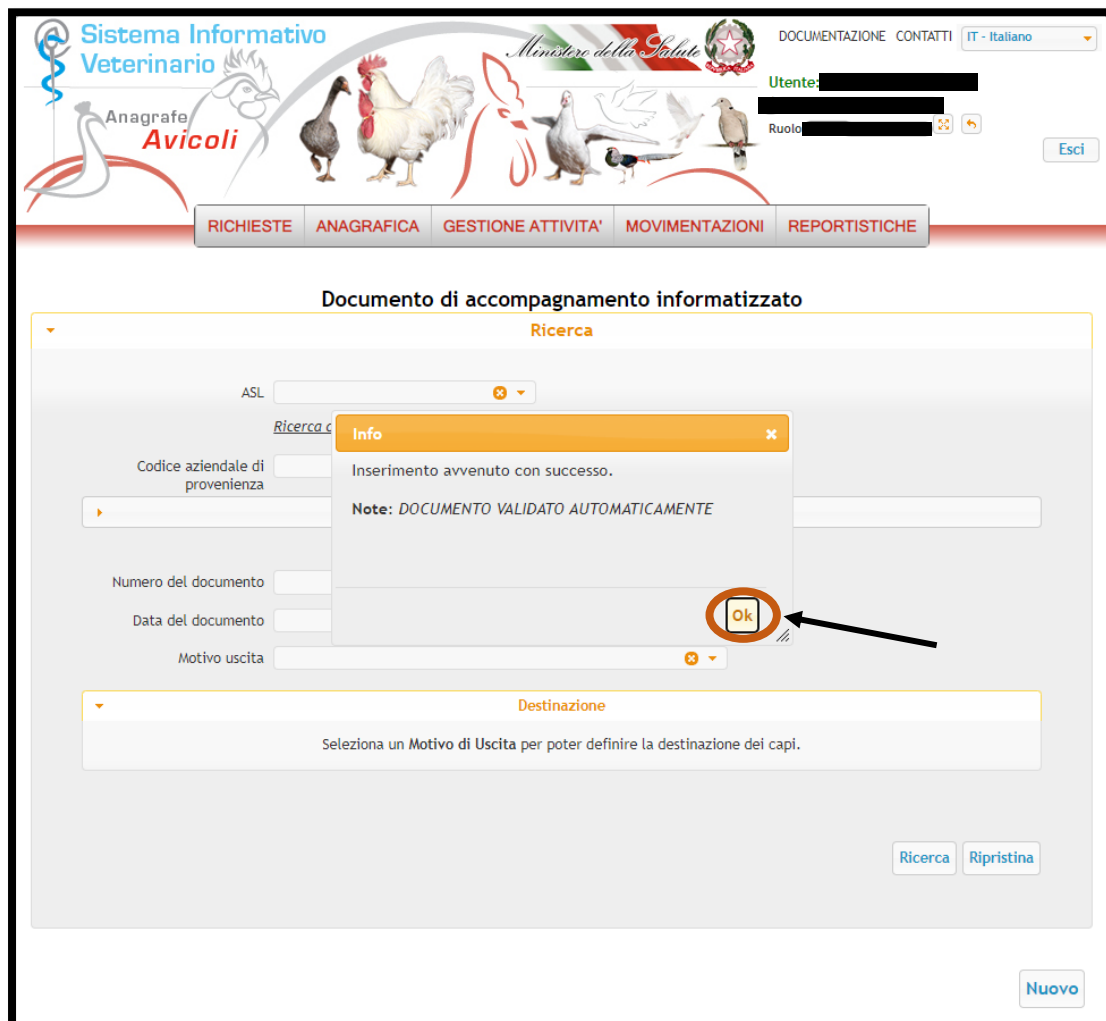 Sistema Informativo
Veterinario
Anagrafe
Avicoli
Ministero della Salute
DOCUMENTAZIONE CONTATTI IT - Italiano
Utente:
Ruolo
Esci
RICHIESTE ANAGRAFICA GESTIONE ATTIVITA' MOVIMENTAZIONI REPORTISTICHE
Documento di accompagnamento informatizzato
Ricerca
ASL
Ricerca
Info
Codice aziendale di
provenienza
Inserimento avvenuto con successo.
Note: DOCUMENTO VALIDATO AUTOMATICAMENTE
Numero del documento
Data del documento
Ok
Motivo uscita
Destinazione
Seleziona un Motivo di Uscita per poter definire la destinazione dei capi.
Ricerca Ripristina
Nuovo